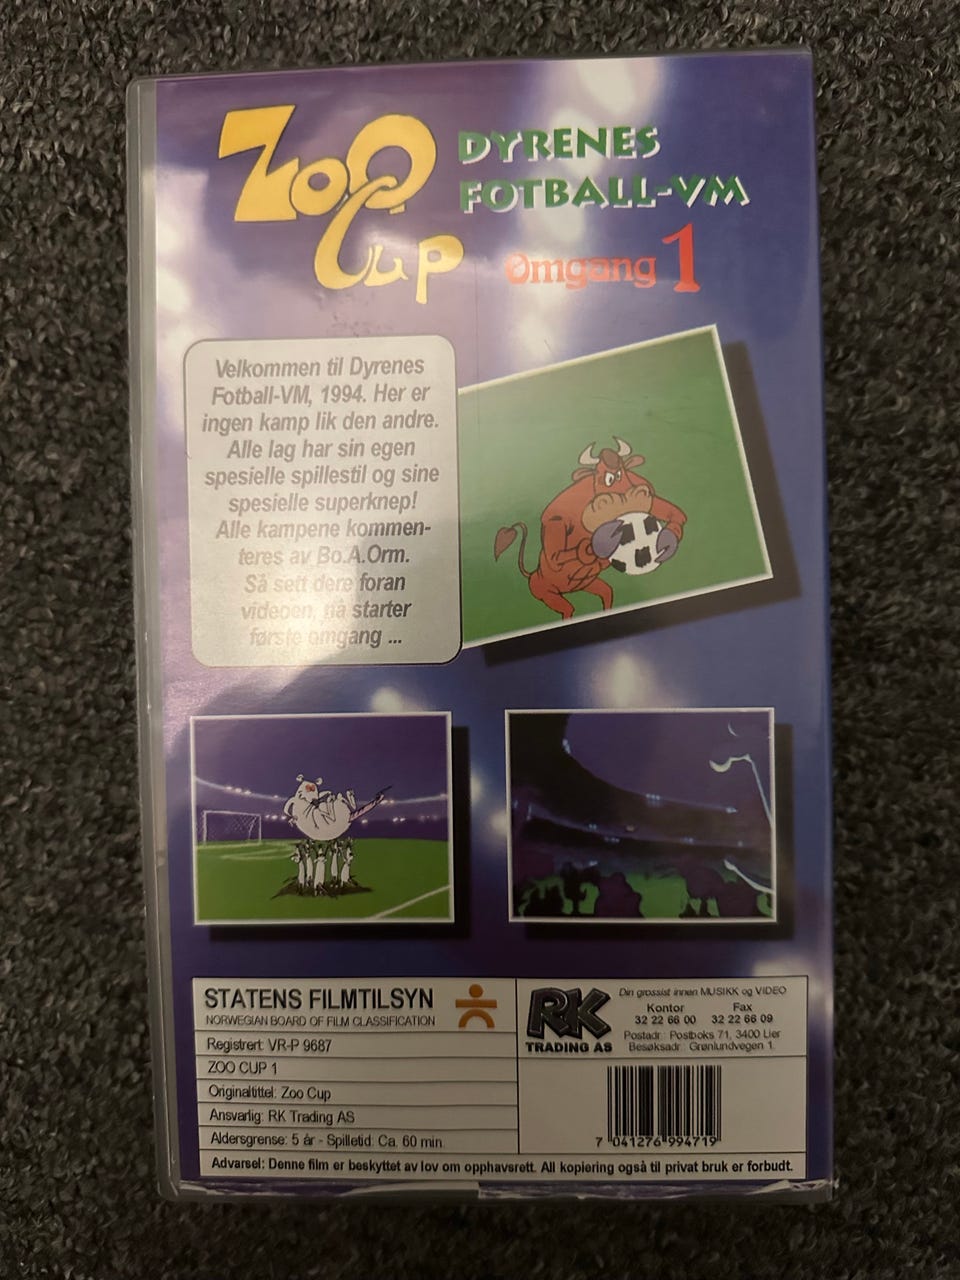 Zoo Cup
DYRENES
FOTBALL-VM
Omgang 1
Velkommen til Dyrenes
Fotball-VM, 1994. Her er
ingen kamp lik den andre.
Alle lag har sin egen
spesielle spillestil og sine
spesielle superknep!
Alle kampene kommen-
teres av Bo.A.Orm.
Så sett dere foran
videoen, nå starter
første omgang ...
STATENS FILMTILSYN
NORWEGIAN BOARD OF FILM CLASSIFICATION
Registrert: VR-P 9687
ZOO CUP 1
Originaltittel: Zoo Cup
Ansvarlig: RK Trading AS
Aldersgrense: 5 år - Spilletid: Ca. 60 min.
RK
TRADING AS
Din grossist innen MUSIKK og VIDEO
Kontor Fax
32 22 66 00 32 22 66 09
Postadr.: Postboks 71, 3400 Lier
Besøksadr.: Grønlundvegen 1.
7 041276 994719
Advarsel: Denne film er beskyttet av lov om opphavsrett. All kopiering også til privat bruk er forbudt.